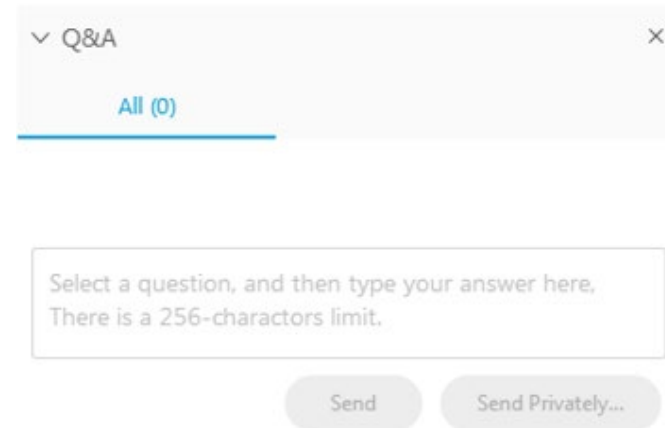 Q&A
All (0)
Select a question, and then type your answer here,
There is a 256-charactors limit.
Send
Send Privately...